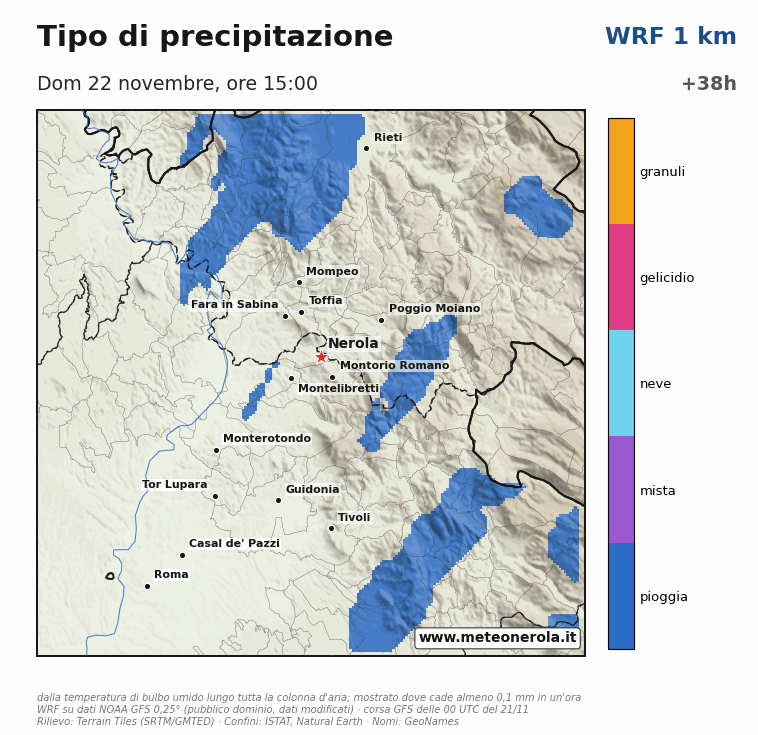 Tipo di precipitazione
WRF 1 km
Dom 22 novembre, ore 15:00
+38h
Rieti
Mompeo
Toffia
Fara in Sabina
Poggio Moiano
Nerola
Montorio Romano
Montelibretti
Monterotondo
Tor Lupara
Guidonia
Tivoli
Casal de' Pazzi
Roma
www.meteonerola.it
granuli
gelicidio
neve
mista
pioggia
dalla temperatura di bulbo umido lungo tutta la colonna d'aria; mostrato dove cade almeno 0,1 mm in un'ora
WRF su dati NOAA GFS 0,25° (pubblico dominio, dati modificati) · corsa GFS delle 00 UTC del 21/11
Rilievo: Terrain Tiles (SRTM/GMTED) · Confini: ISTAT, Natural Earth · Nomi: GeoNames